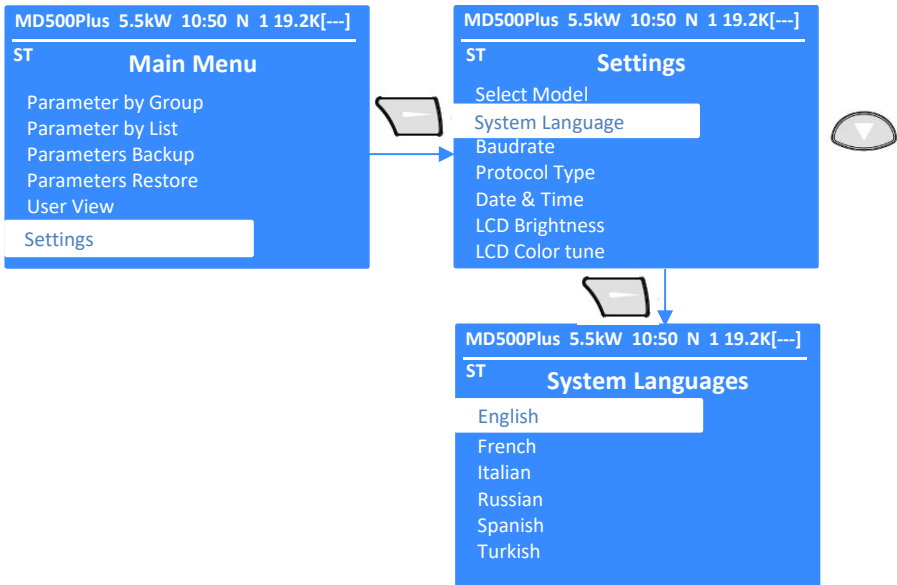 MD500Plus 5.5kW 10:50 N 1 19.2K[---]
ST
Main Menu
Parameter by Group
Parameter by List
Parameters Backup
Parameters Restore
User View
Settings
MD500Plus 5.5kW 10:50 N 1 19.2K[---]
ST
Settings
Select Model
System Language
Baudrate
Protocol Type
Date & Time
LCD Brightness
LCD Color tune
MD500Plus 5.5kW 10:50 N 1 19.2K[---]
ST
System Languages
English
French
Italian
Russian
Spanish
Turkish